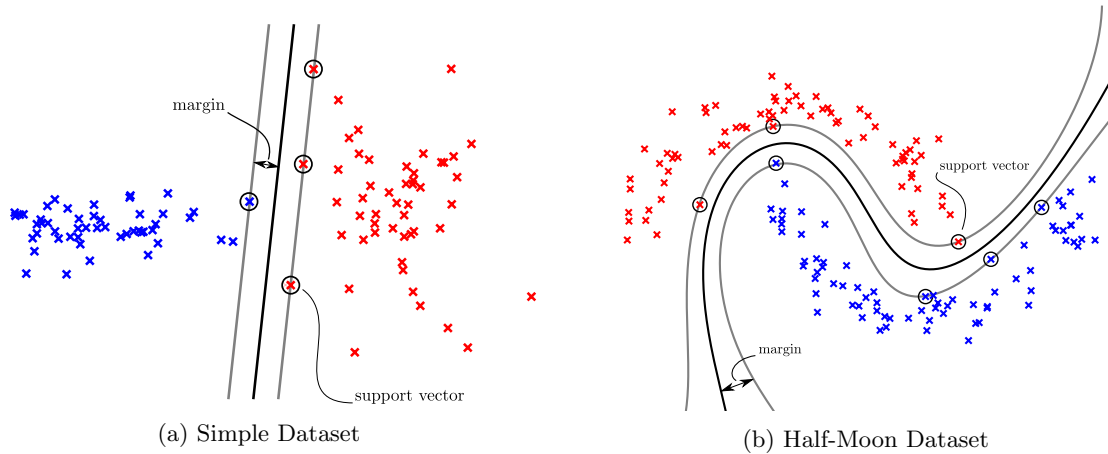 margin
support vector
(a) Simple Dataset
support vector
margin
(b) Half-Moon Dataset